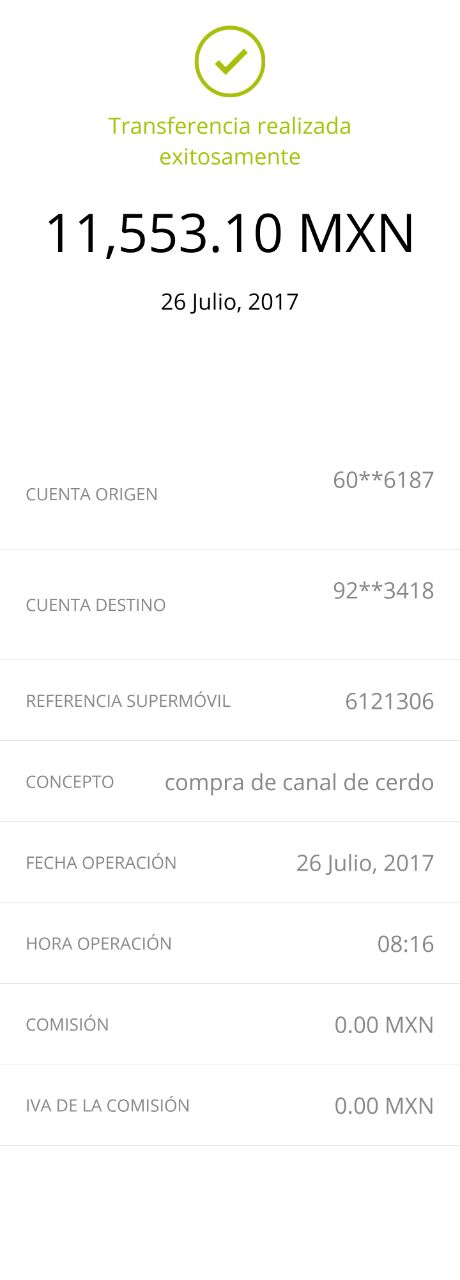 Transferencia realizada
exitosamente
11,553.10 MXN
26 Julio, 2017
CUENTA ORIGEN 60**6187
CUENTA DESTINO 92**3418
REFERENCIA SUPERMÓVIL 6121306
CONCEPTO compra de canal de cerdo
FECHA OPERACIÓN 26 Julio, 2017
HORA OPERACIÓN 08:16
COMISIÓN 0.00 MXN
IVA DE LA COMISIÓN 0.00 MXN